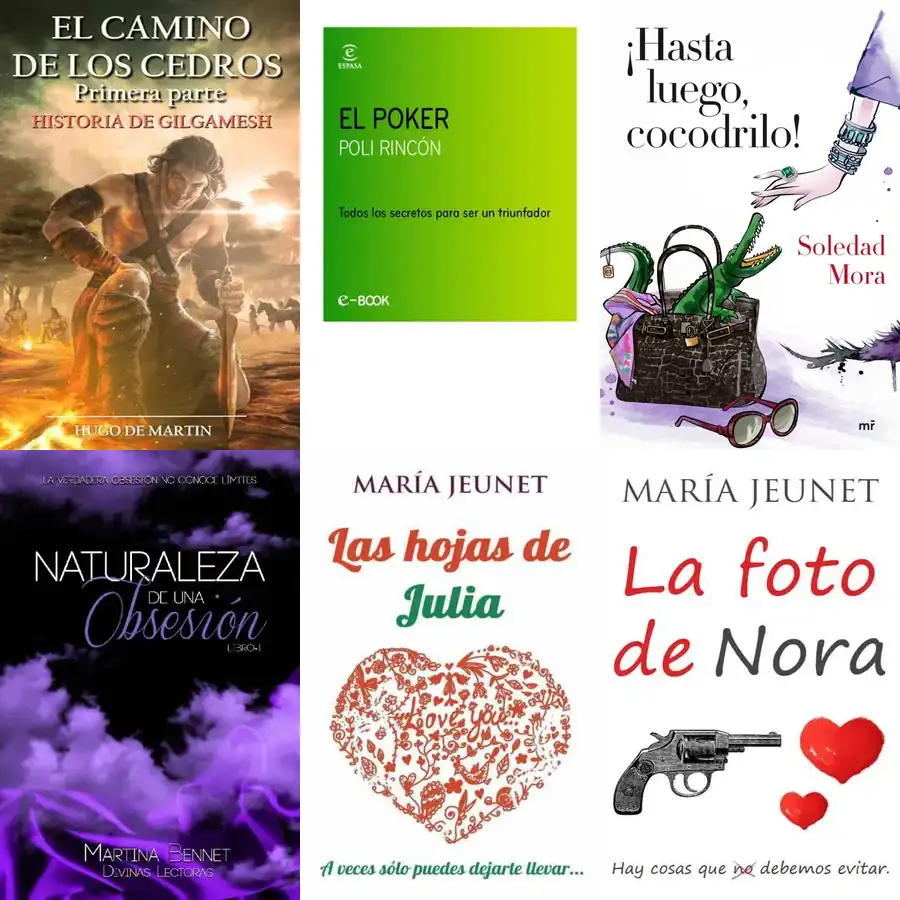 EL CAMINO
DE LOS CEDROS
Primera parte
HISTORIA DE GILGAMESH
HUGO DE MARTIN
e
ESPASA
EL POKER
POLI RINCÓN
Todos los secretos para ser un triunfador
e-BOOK
¡Hasta
luego,
cocodrilo!
Soledad
Mora
mr
LA VERDADERA OBSESIÓN NO CONOCE LÍMITES
NATURALEZA
DE UNA
Obsesión
LIBRO-1
MARTINA BENNET
DIVINAS LECTORAS
MARÍA JEUNET
Las hojas de
Julia
Love you...
A veces sólo puedes dejarte llevar...
MARÍA JEUNET
La foto
de Nora
Hay cosas que no debemos evitar.